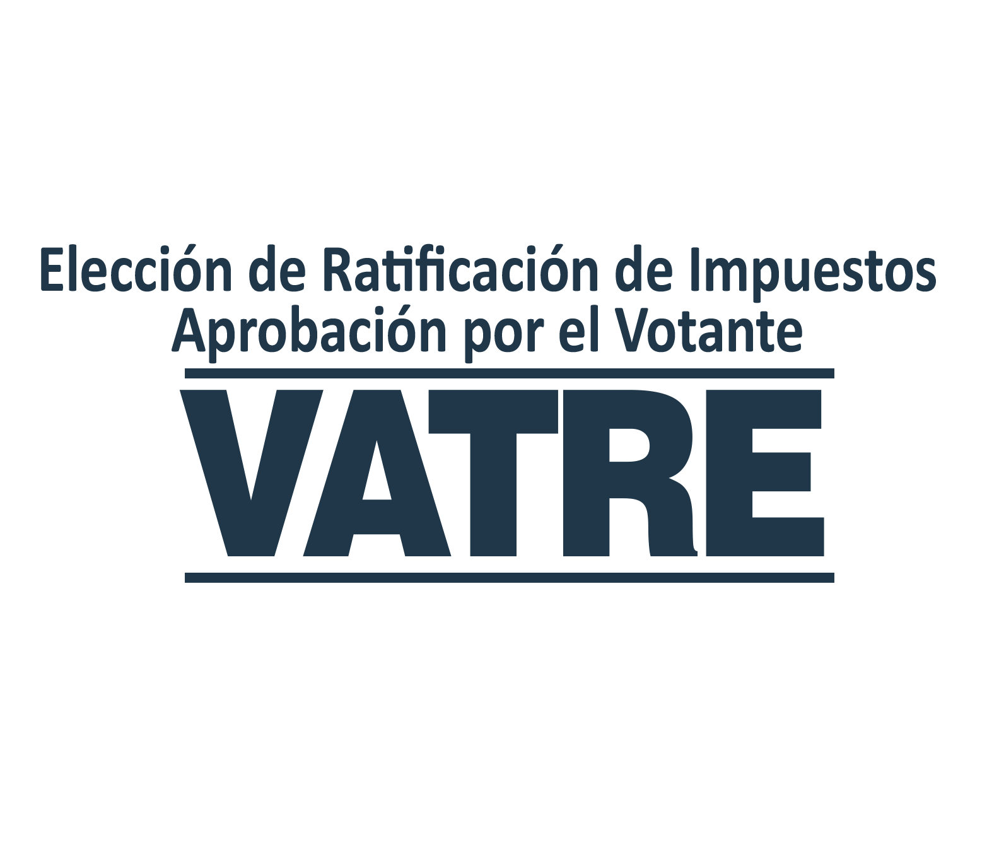 Elección de Ratificación de Impuestos
Aprobación por el Votante
VATRE